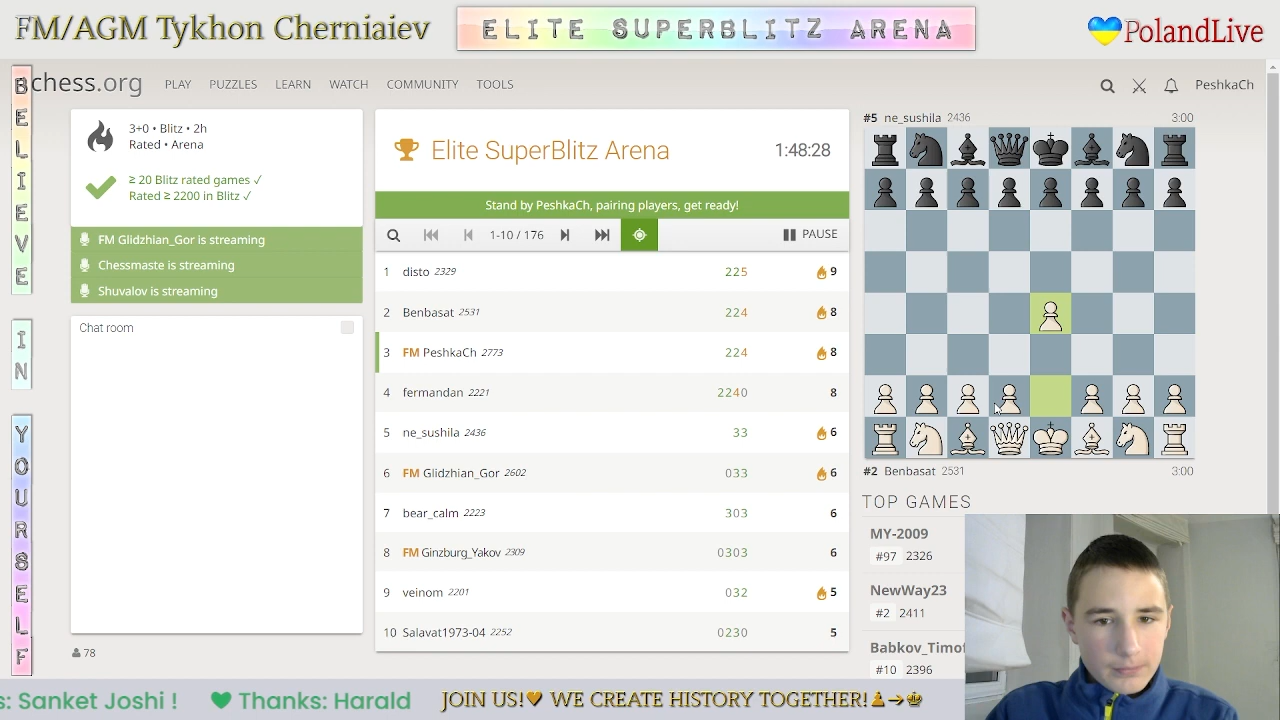 FM/AGM Tykhon Cherniaiev
ELITE SUPERBLITZ ARENA
PolandLive
BELIEVE
IN
YOURSELF
chess.org
PLAY PUZZLES LEARN WATCH COMMUNITY TOOLS
PeshkaCh
3+0 • Blitz • 2h
Rated • Arena
≥ 20 Blitz rated games ✓
Rated ≥ 2200 in Blitz ✓
FM Glidzhian_Gor is streaming
Chessmaste is streaming
Shuvalov is streaming
Chat room
78
Elite SuperBlitz Arena 1:48:28
Stand by PeshkaCh, pairing players, get ready!
1-10 / 176 PAUSE
1 disto 2329 225 9
2 Benbasat 2531 224 8
3 FM PeshkaCh 2773 224 8
4 fermandan 2221 2240 8
5 ne_sushila 2436 33 6
6 FM Glidzhian_Gor 2602 033 6
7 bear_calm 2223 303 6
8 FM Ginzburg_Yakov 2309 0303 6
9 veinom 2201 032 5
10 Salavat1973-04 2252 0230 5
#5 ne_sushila 2436 3:00
#2 Benbasat 2531 3:00
TOP GAMES
MY-2009
#97 2326
NewWay23
#2 2411
Babkov_Timof
#10 2396
s: Sanket Joshi ! Thanks: Harald
JOIN US! WE CREATE HISTORY TOGETHER!